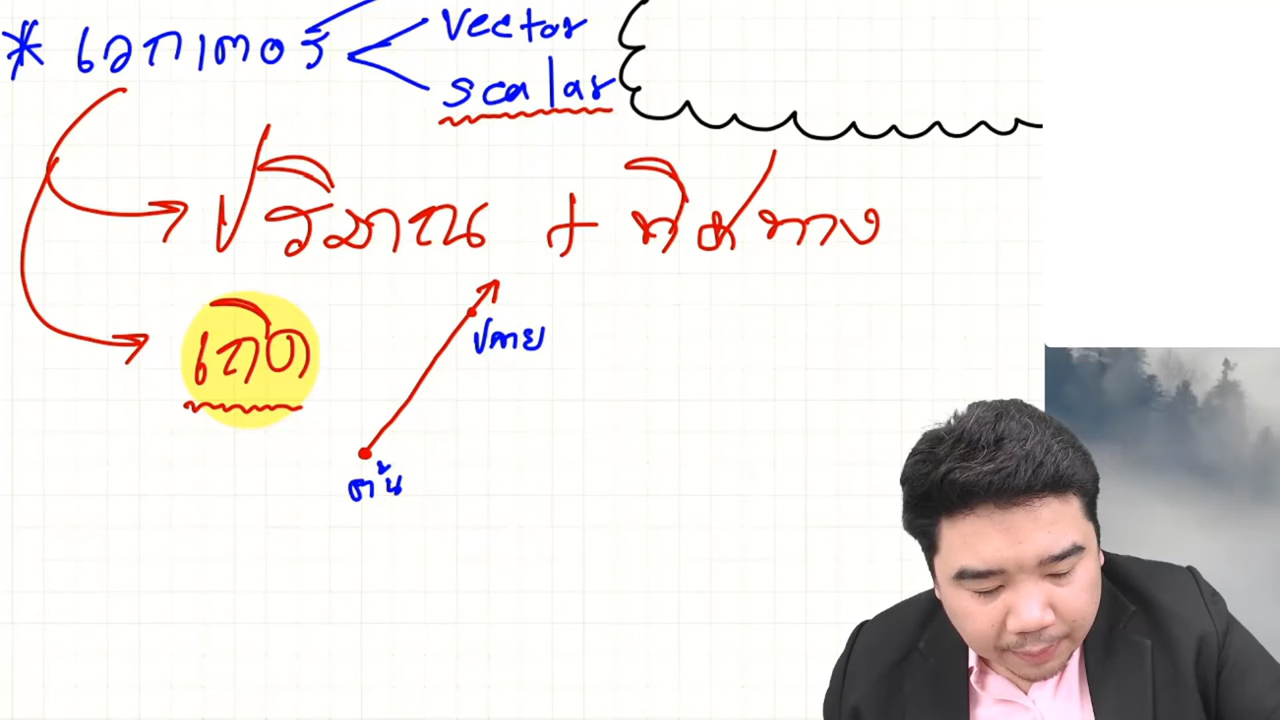 * เวกเตอร์
vector
scalar
ปริมาณ + ทิศทาง
เกิด
ปลาย
ต้น